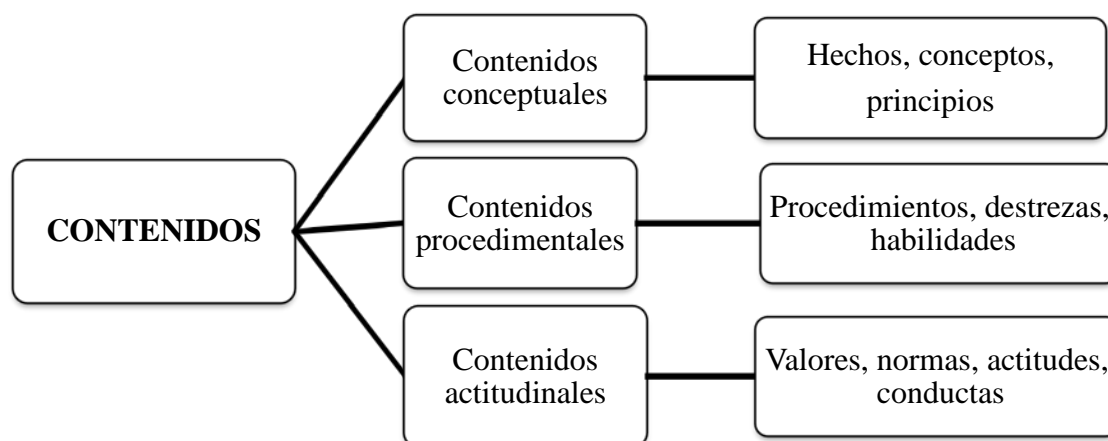 CONTENIDOS
Contenidos
conceptuales
Hechos, conceptos,
principios
Contenidos
procedimentales
Procedimientos, destrezas,
habilidades
Contenidos
actitudinales
Valores, normas, actitudes,
conductas